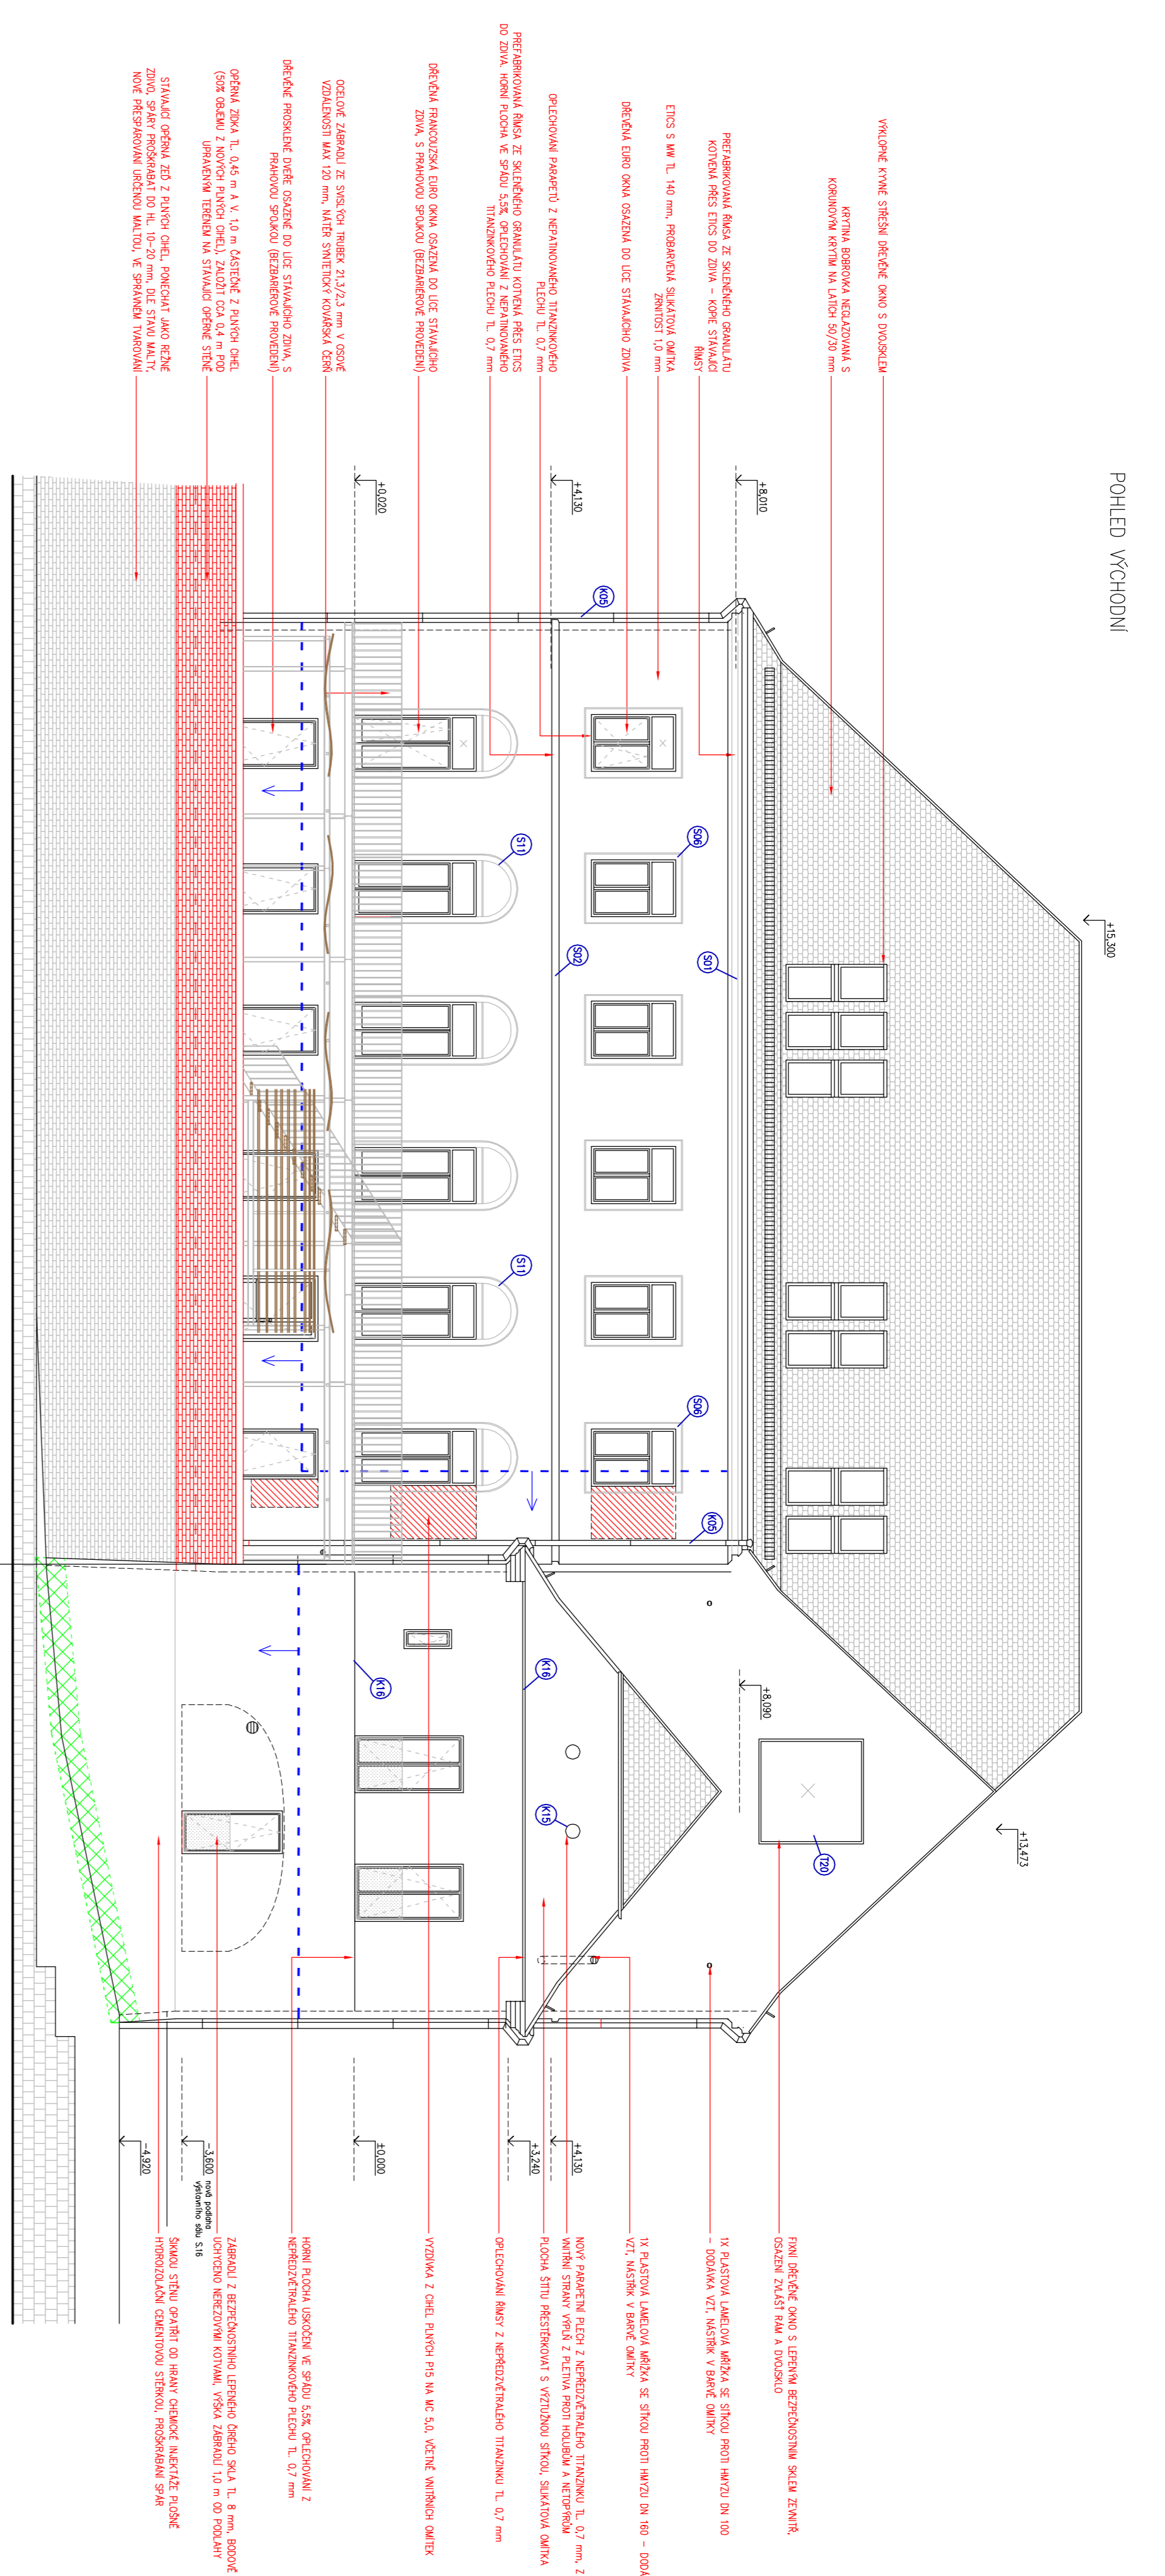 POHLED VÝCHODNÍ
VÝKLOPNÉ KYVNÉ STŘEŠNÍ DŘEVĚNÉ OKNO S DVOJSKLEM
KRYTINA BOBROVKA NEGLAZOVANÁ S
KORUNOVÝM KRYTÍM NA LATÍCH 50/30 mm
PREFABRIKOVANÁ ŘÍMSA ZE SKLENĚNÉHO GRANULÁTU
KOTVENÁ PŘES ETICS DO ZDIVA – KOPIE STÁVAJÍCÍ
ŘÍMSY
ETICS S MW TL. 140 mm, PROBARVENÁ SILIKÁTOVÁ OMÍTKA
ZRNITOST 1,0 mm
DŘEVĚNÁ EURO OKNA OSAZENÁ DO LÍCE STÁVAJÍCÍHO ZDIVA
OPLECHOVÁNÍ PARAPETŮ Z NEPATINOVANÉHO TITANZINKOVÉHO
PLECHU TL. 0,7 mm
PREFABRIKOVANÁ ŘÍMSA ZE SKLENĚNÉHO GRANULÁTU KOTVENÁ PŘES ETICS
DO ZDIVA. HORNÍ PLOCHA VE SPÁDU 5,5%, OPLECHOVÁNÍ Z NEPATINOVANÉHO
TITANZINKOVÉHO PLECHU TL. 0,7 mm
DŘEVĚNÁ FRANCOUZSKÁ EURO OKNA OSAZENÁ DO LÍCE STÁVAJÍCÍHO
ZDIVA, S PRAHOVOU SPOJKOU (BEZBARIÉROVÉ PROVEDENÍ)
OCELOVÉ ZÁBRADLÍ ZE SVISLÝCH TRUBEK 21,3/2,3 mm V OSOVÉ
VZDÁLENOSTI MAX 120 mm, NÁTĚR SYNTETICKÝ KOVÁŘSKÁ ČERŇ
DŘEVĚNÉ PROSKLENÉ DVEŘE OSAZENÉ DO LÍCE STÁVAJÍCÍHO ZDIVA, S
PRAHOVOU SPOJKOU (BEZBARIÉROVÉ PROVEDENÍ)
OPĚRNÁ ZÍDKA TL. 0,45 m A V. 1,0 m ČÁSTEČNĚ Z PLNÝCH CIHEL
(50% OBJEMU Z NOVÝCH PLNÝCH CIHEL), ZALOŽIT CCA 0,4 m POD
UPRAVENÝM TERÉNEM NA STÁVAJÍCÍ OPĚRNÉ STĚNĚ
STÁVAJÍCÍ OPĚRNÁ ZEĎ Z PLNÝCH CIHEL, PONECHAT JAKO REŽNÉ
ZDIVO, SPÁRY PROŠKRABAT DO HL. 10–20 mm, DLE STAVU MALTY,
NOVÉ PŘESPÁROVÁNÍ URČENOU MALTOU, VE SPRÁVNÉM TVAROVÁNÍ
+15,300
+13,473
+8,010
+8,090
+4,130
+0,020
K05
S06
S11
S01
S02
S11
S06
K05
K16
K16
K15
T20
+4,130
+3,240
±0,000
-3,600 nová podlaha
výstavního sálu S.16
-4,920
FIXNÍ DŘEVĚNÉ OKNO S LEPENÝM BEZPEČNOSTNÍM SKLEM ZEVNITŘ,
OSAZENÍ ZVLÁŠŤ RÁM A DVOJSKLO
1X PLASTOVÁ LAMELOVÁ MŘÍŽKA SE SÍŤKOU PROTI HMYZU DN 100
– DODÁVKA VZT, NÁSTŘIK V BARVĚ OMÍTKY
1X PLASTOVÁ LAMELOVÁ MŘÍŽKA SE SÍŤKOU PROTI HMYZU DN 160 – DODÁ
VZT, NÁSTŘIK V BARVĚ OMÍTKY
NOVÝ PARAPETNÍ PLECH Z NEPŘEDZVĚTRALÉHO TITANZINKU TL. 0,7 mm, Z
VNITŘNÍ STRANY VÝPLŇ Z PLETIVA PROTI HOLUBŮM A NETOPÝRŮM
PLOCHA ŠTÍTU PŘESTĚRKOVAT S VÝZTUŽNOU SÍŤKOU, SILIKÁTOVÁ OMÍTKA
OPLECHOVÁNÍ ŘÍMSY Z NEPŘEDZVĚTRALÉHO TITANZINKU TL. 0,7 mm
VYZDÍVKA Z CIHEL PLNÝCH P15 NA MC 5,0, VČETNĚ VNITŘNÍCH OMÍTEK
HORNÍ PLOCHA USKOČENÍ VE SPÁDU 5,5%, OPLECHOVÁNÍ Z
NEPŘEDZVĚTRALÉHO TITANZINKOVÉHO PLECHU TL. 0,7 mm
ZÁBRADLÍ Z BEZPEČNOSTNÍHO LEPENÉHO ČIRÉHO SKLA TL. 8 mm, BODOVĚ
UCHYCENO NEREZOVÝMI KOTVAMI, VÝŠKA ZÁBRADLÍ 1,0 m OD PODLAHY
ŠIKMOU STĚNU OPATŘIT OD HRANY CHEMICKÉ INJEKTÁŽE PLOŠNĚ
HYDROIZOLAČNÍ CEMENTOVOU STĚRKOU, PROŠKRÁBÁNÍ SPÁR